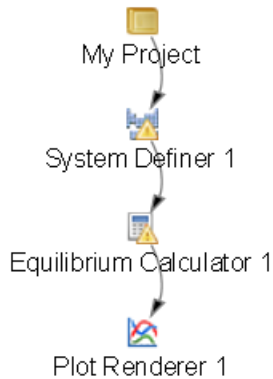 My Project
System Definer 1
Equilibrium Calculator 1
Plot Renderer 1